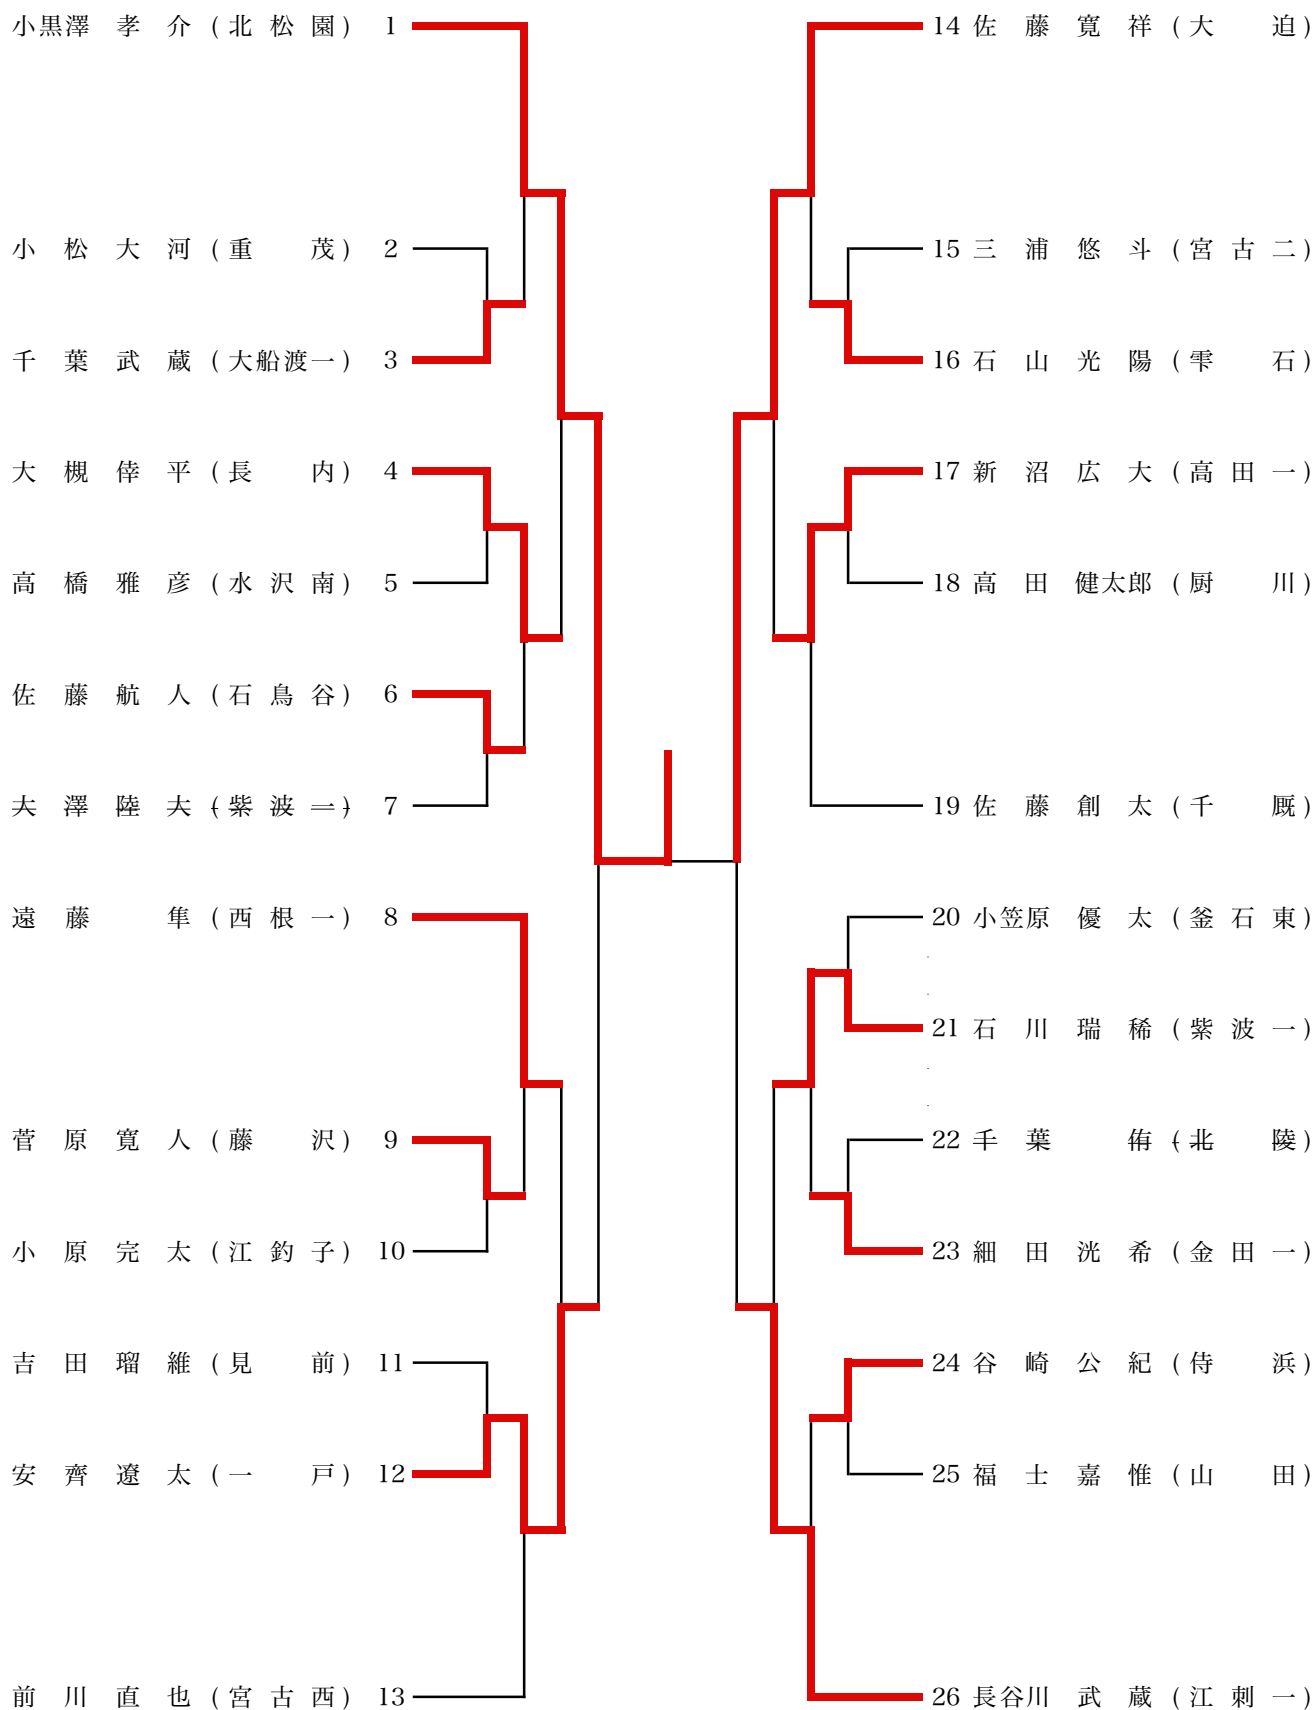 小黒澤 孝 介 ( 北 松 園 ) 1
小 松 大 河 ( 重 茂 ) 2
千 葉 武 蔵 ( 大船渡一 ) 3
大 槻 倖 平 ( 長 内 ) 4
高 橋 雅 彦 ( 水 沢 南 ) 5
佐 藤 航 人 ( 石 鳥 谷 ) 6
大 澤 陸 大 ( 紫 波 一 ) 7
遠 藤 隼 ( 西 根 一 ) 8
菅 原 寛 人 ( 藤 沢 ) 9
小 原 完 太 ( 江 釣 子 ) 10
吉 田 瑠 維 ( 見 前 ) 11
安 齊 遼 太 ( 一 戸 ) 12
前 川 直 也 ( 宮 古 西 ) 13
14 佐 藤 寛 祥 ( 大 迫 )
15 三 浦 悠 斗 ( 宮 古 二 )
16 石 山 光 陽 ( 雫 石 )
17 新 沼 広 大 ( 高 田 一 )
18 高 田 健太郎 ( 厨 川 )
19 佐 藤 創 太 ( 千 厩 )
20 小笠原 優 太 ( 釜 石 東 )
21 石 川 瑞 稀 ( 紫 波 一 )
22 千 葉 侑 ( 北 陵 )
23 細 田 洸 希 ( 金 田 一 )
24 谷 崎 公 紀 ( 侍 浜 )
25 福 士 嘉 惟 ( 山 田 )
26 長谷川 武 蔵 ( 江 刺 一 )